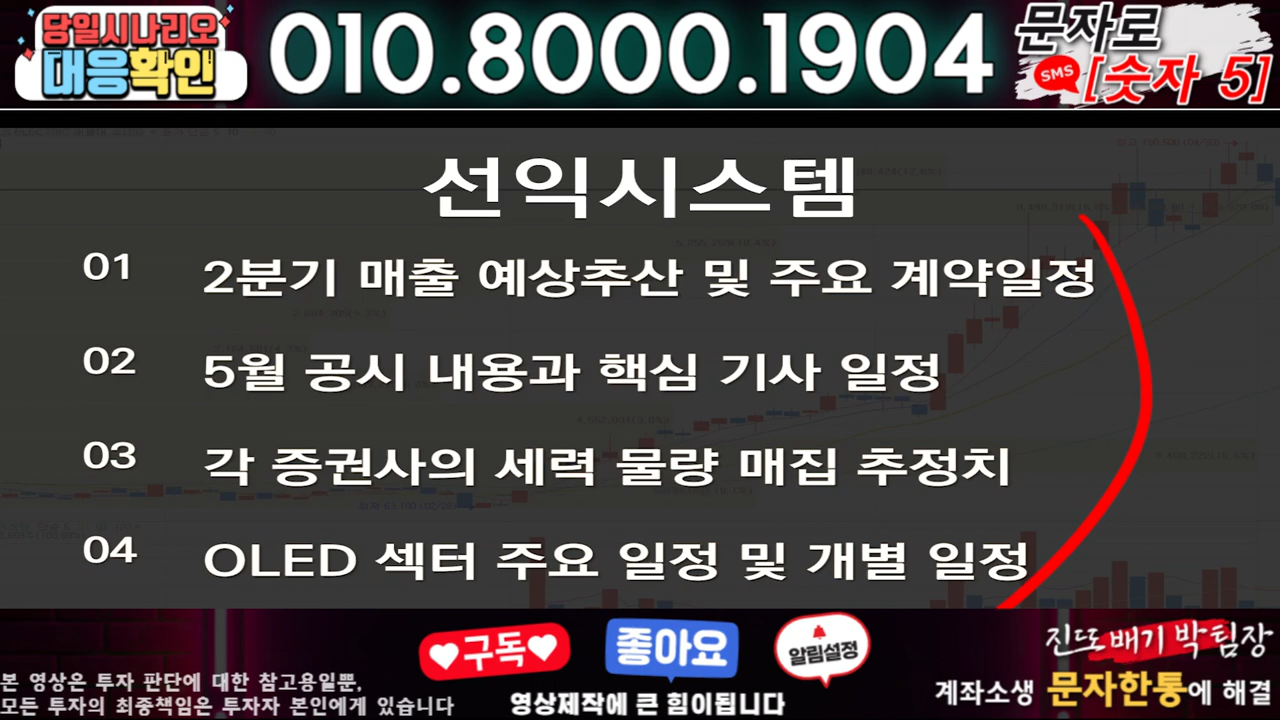 당일시나리오
대응확인
010.8000.1904
문자로
SMS
[숫자 5]
선익시스템
01 2분기 매출 예상추산 및 주요 계약일정
02 5월 공시 내용과 핵심 기사 일정
03 각 증권사의 세력 물량 매집 추정치
04 OLED 섹터 주요 일정 및 개별 일정
본 영상은 투자 판단에 대한 참고용일뿐,
모든 투자의 최종책임은 투자자 본인에게 있습니다
구독
좋아요
알림설정
영상제작에 큰 힘이됩니다
진또배기 박팀장
계좌소생 문자한통에 해결